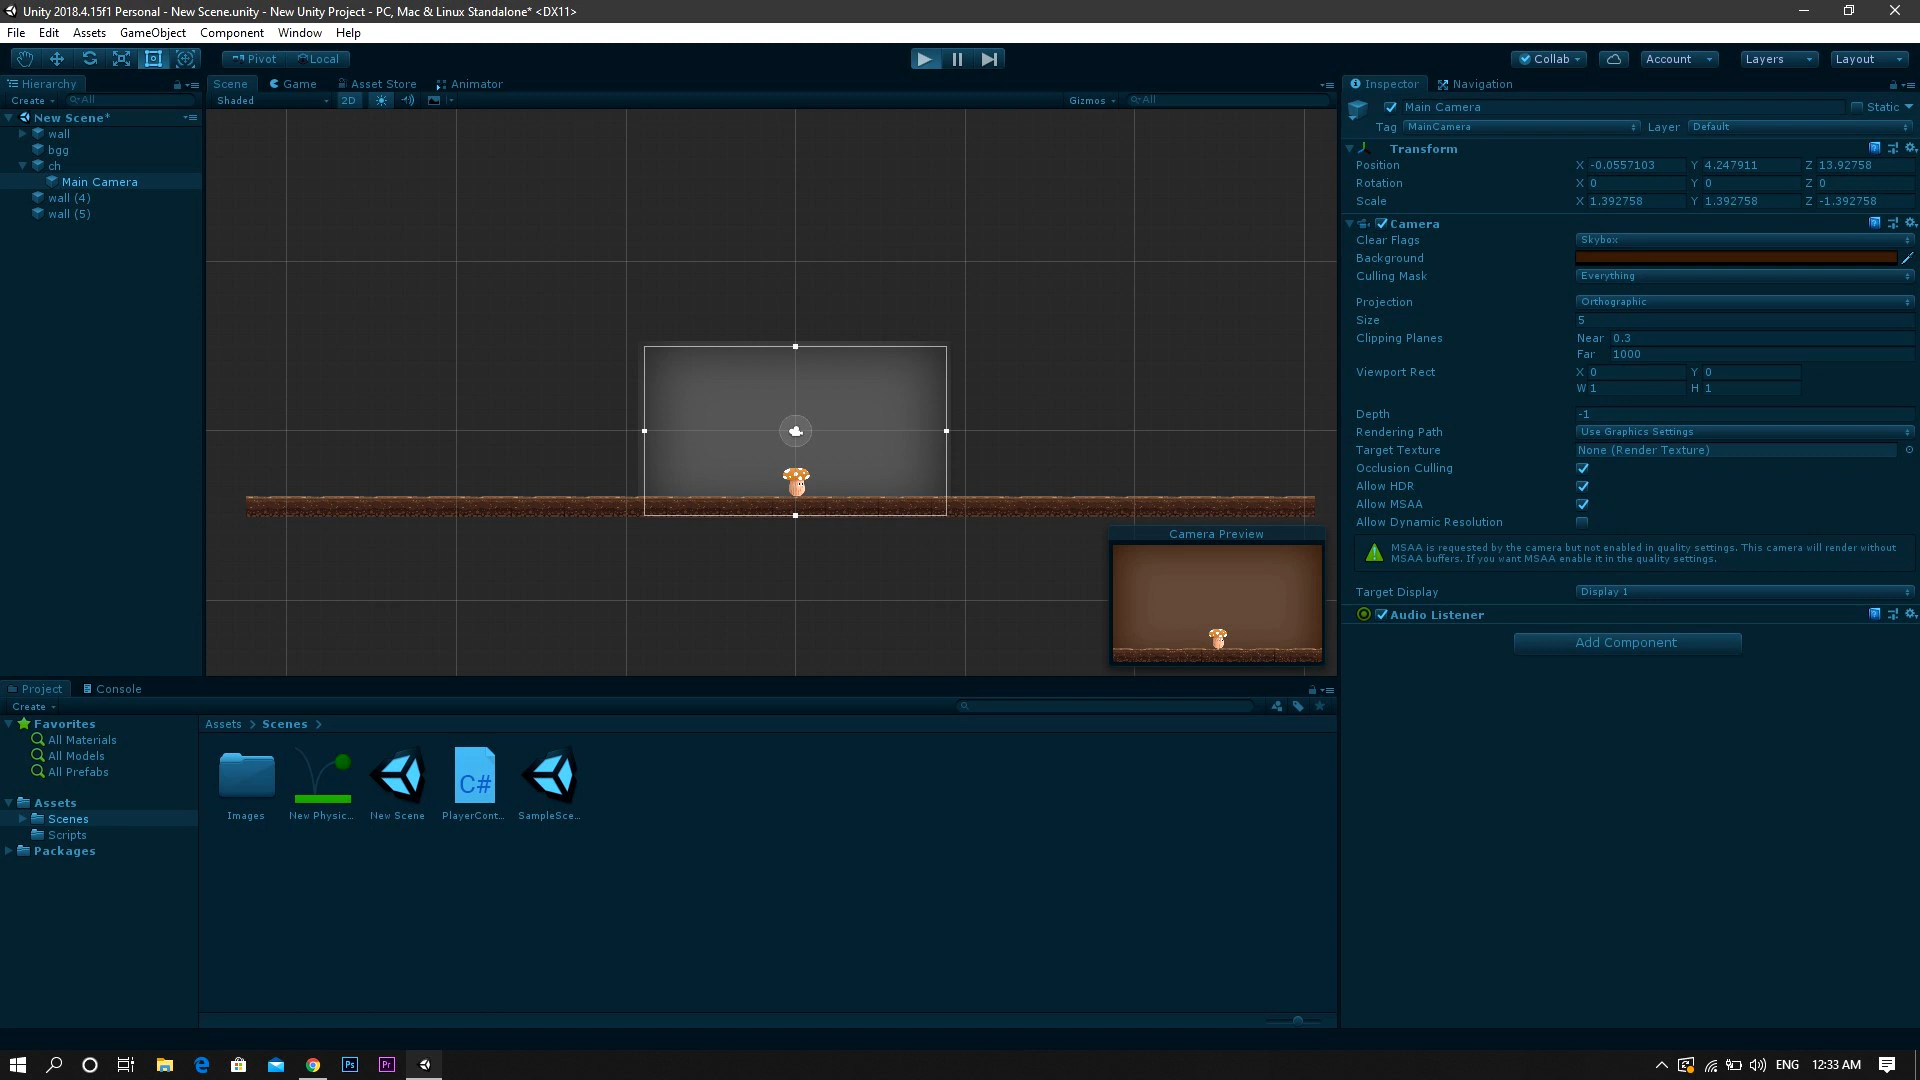 Unity 2018.4.15f1 Personal - New Scene.unity - New Unity Project - PC, Mac & Linux Standalone* <DX11>
File Edit Assets GameObject Component Window Help
Pivot Local Collab Account Layers Layout
Hierarchy
Create All
New Scene*
wall
bgg
ch
Main Camera
wall (4)
wall (5)
Scene Game Asset Store Animator
Shaded 2D Gizmos All
Camera Preview
Inspector Navigation
Main Camera Static
Tag MainCamera Layer Default
Transform
Position X -0.0557103 Y 4.247911 Z 13.92758
Rotation X 0 Y 0 Z 0
Scale X 1.392758 Y 1.392758 Z -1.392758
Camera
Clear Flags Skybox
Background
Culling Mask Everything
Projection Orthographic
Size 5
Clipping Planes Near 0.3
Far 1000
Viewport Rect X 0 Y 0
W 1 H 1
Depth -1
Rendering Path Use Graphics Settings
Target Texture None (Render Texture)
Occlusion Culling
Allow HDR
Allow MSAA
Allow Dynamic Resolution
MSAA is requested by the camera but not enabled in quality settings. This camera will render without
MSAA buffers. If you want MSAA enable it in the quality settings.
Target Display Display 1
Audio Listener
Add Component
Project Console
Create
Favorites
All Materials
All Models
All Prefabs
Assets
Scenes
Scripts
Packages
Assets > Scenes >
C#
Images New Physic... New Scene PlayerCont... SampleSce...
Ps Pr ENG 12:33 AM